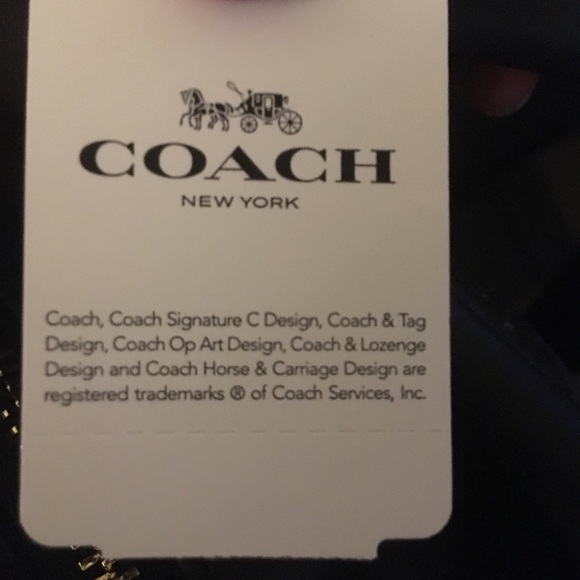 COACH
NEW YORK
Coach, Coach Signature C Design, Coach & Tag
Design, Coach Op Art Design, Coach & Lozenge
Design and Coach Horse & Carriage Design are
registered trademarks ® of Coach Services, Inc.